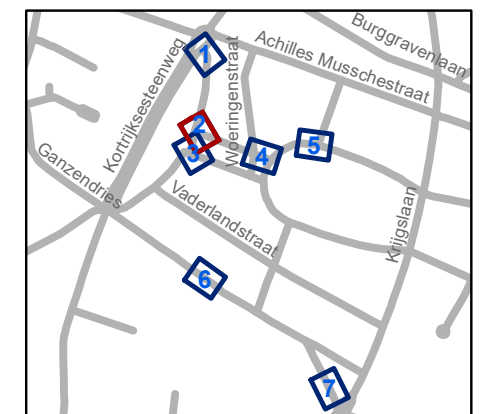 Burggravenlaan
Achilles Musschestraat
Kortrijksesteenweg
Woeringenstraat
1
2
3
4
5
Ganzendries
Vaderlandstraat
Krijgslaan
6
7